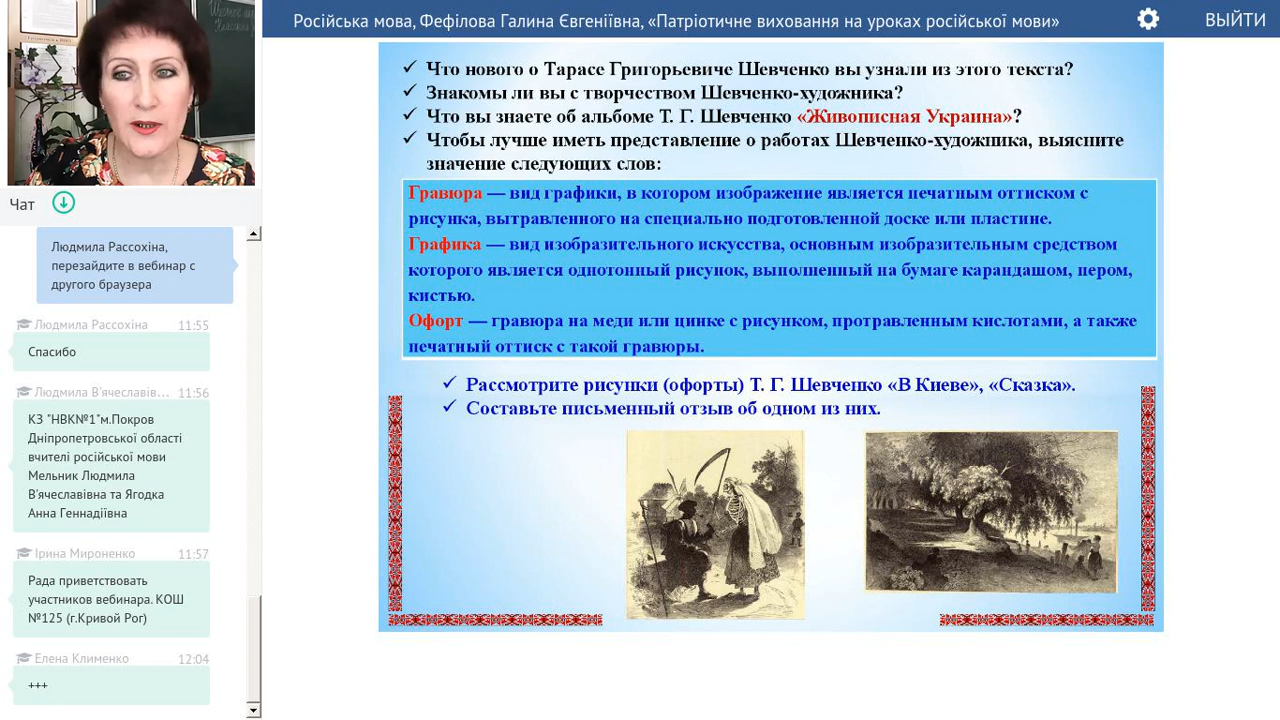 Російська мова, Фефілова Галина Євгеніївна, «Патріотичне виховання на уроках російської мови»
ВЫЙТИ
Чат
Людмила Рассохіна,
перезайдите в вебинар с
другого браузера
Людмила Рассохіна 11:55
Спасибо
Людмила В'ячеславів... 11:56
КЗ "НВК№1"м.Покров
Дніпропетровської області
вчителі російської мови
Мельник Людмила
В'ячеславівна та Ягодка
Анна Геннадіївна
Ірина Мироненко 11:57
Рада приветствовать
участников вебинара. КОШ
№125 (г.Кривой Рог)
Елена Клименко 12:04
+++
Что нового о Тарасе Григорьевиче Шевченко вы узнали из этого текста?
Знакомы ли вы с творчеством Шевченко-художника?
Что вы знаете об альбоме Т. Г. Шевченко «Живописная Украина»?
Чтобы лучше иметь представление о работах Шевченко-художника, выясните
значение следующих слов:
Гравюра — вид графики, в котором изображение является печатным оттиском с
рисунка, вытравленного на специально подготовленной доске или пластине.
Графика — вид изобразительного искусства, основным изобразительным средством
которого является однотонный рисунок, выполненный на бумаге карандашом, пером,
кистью.
Офорт — гравюра на меди или цинке с рисунком, протравленным кислотами, а также
печатный оттиск с такой гравюры.
Рассмотрите рисунки (офорты) Т. Г. Шевченко «В Киеве», «Сказка».
Составьте письменный отзыв об одном из них.